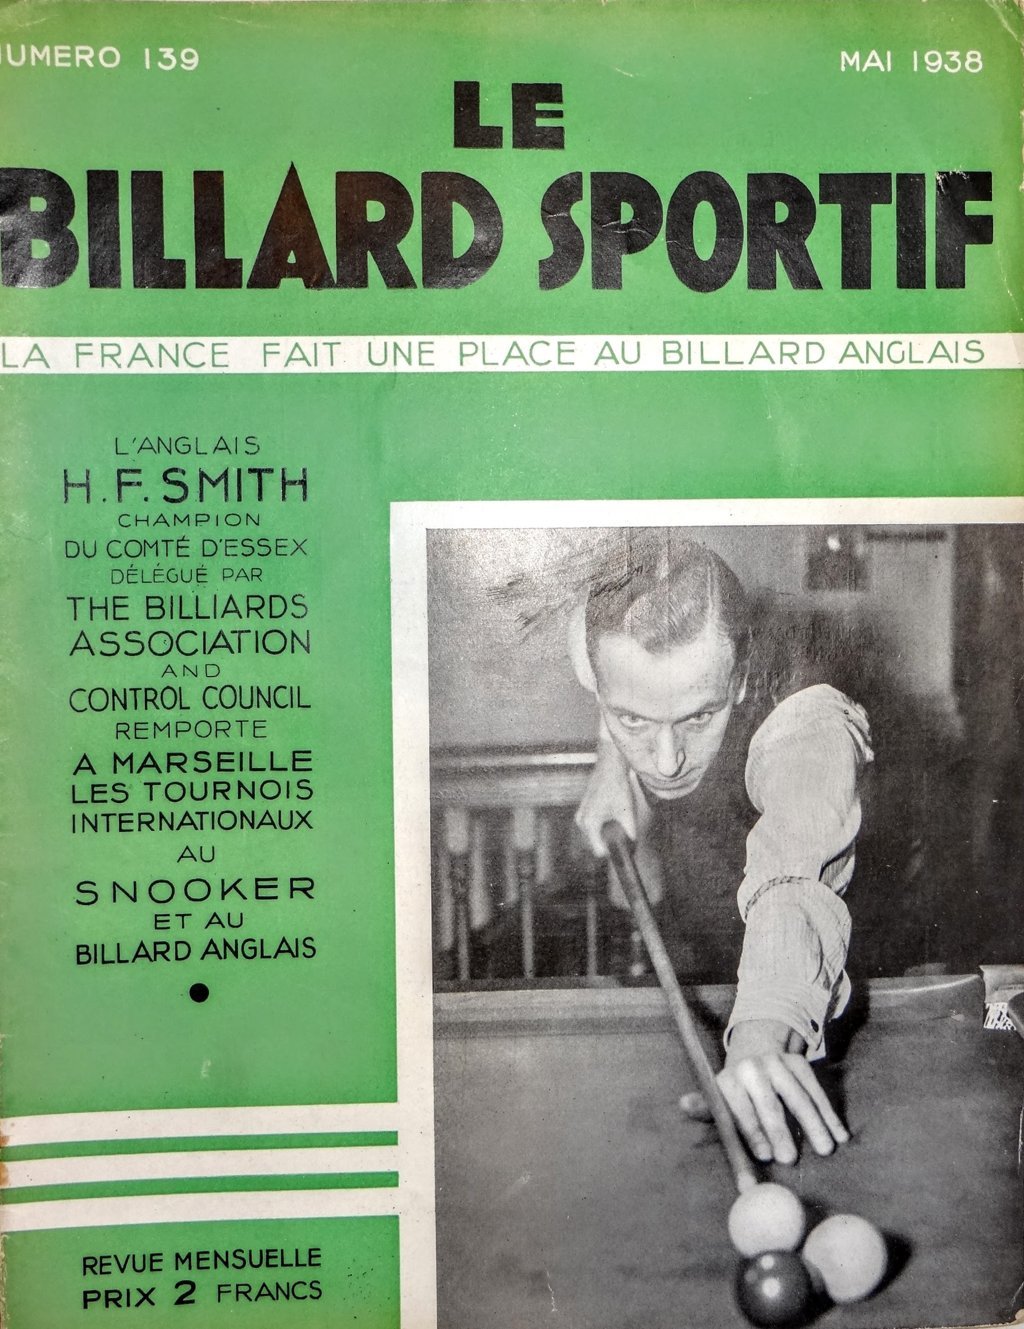 NUMERO 139
MAI 1938
LE
BILLARD SPORTIF
LA FRANCE FAIT UNE PLACE AU BILLARD ANGLAIS
L'ANGLAIS
H.F. SMITH
CHAMPION
DU COMTÉ D'ESSEX
DÉLÉGUÉ PAR
THE BILLIARDS
ASSOCIATION
AND
CONTROL COUNCIL
REMPORTE
A MARSEILLE
LES TOURNOIS
INTERNATIONAUX
AU
SNOOKER
ET AU
BILLARD ANGLAIS
REVUE MENSUELLE
PRIX 2 FRANCS